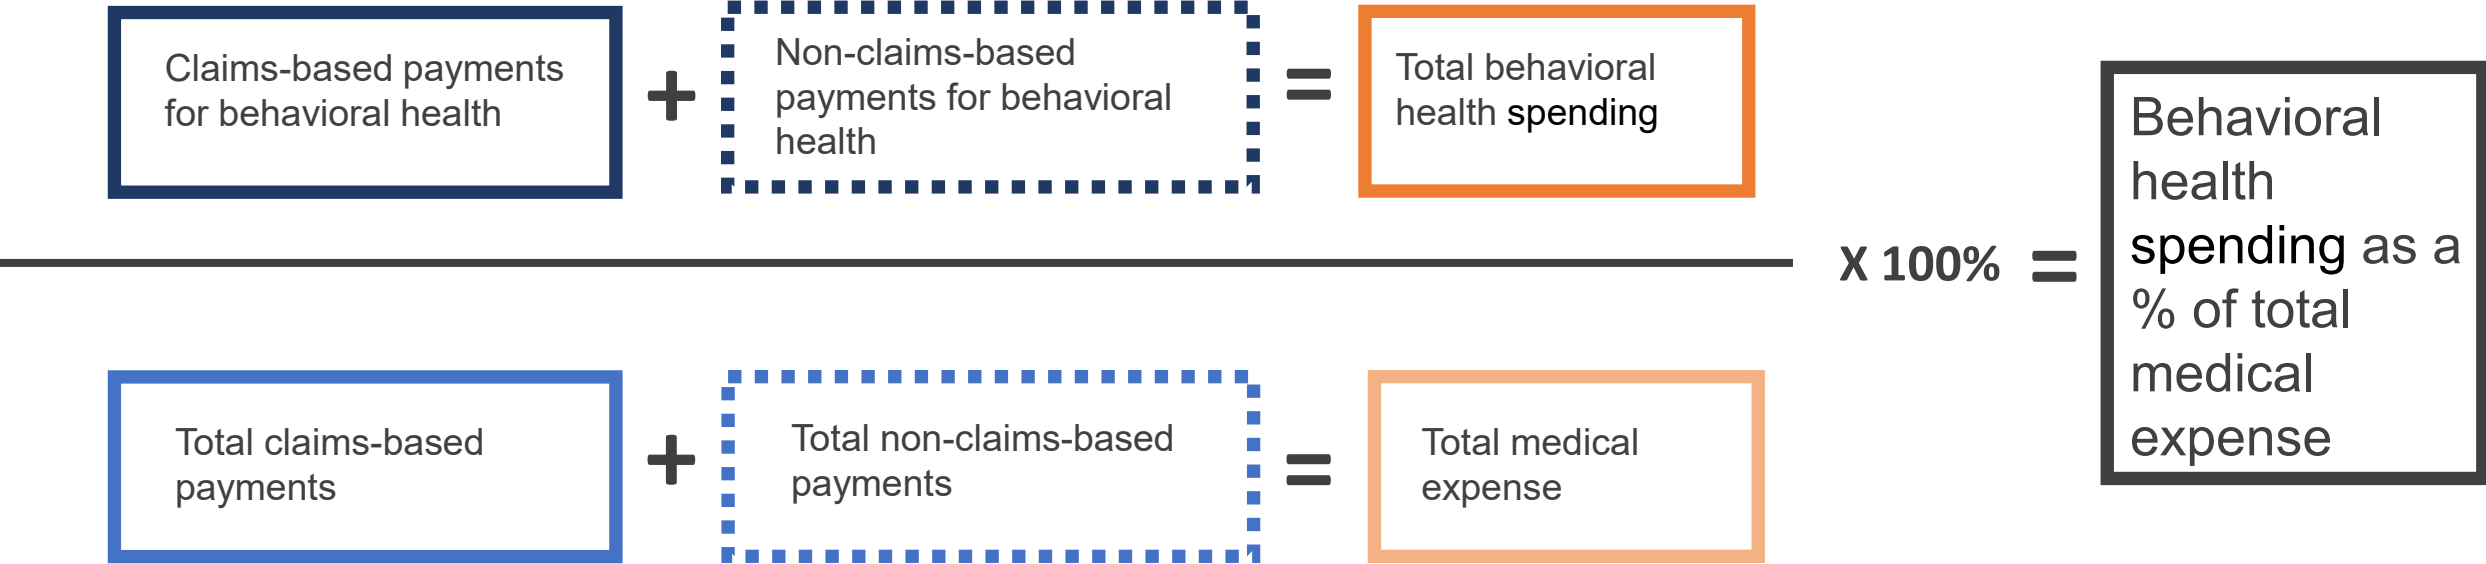 Claims-based payments
for behavioral health
+
Non-claims-based
payments for behavioral
health
=
Total behavioral
health spending
X 100% =
Total claims-based
payments
+
Total non-claims-based
payments
=
Total medical
expense
Behavioral
health
spending as a
% of total
medical
expense